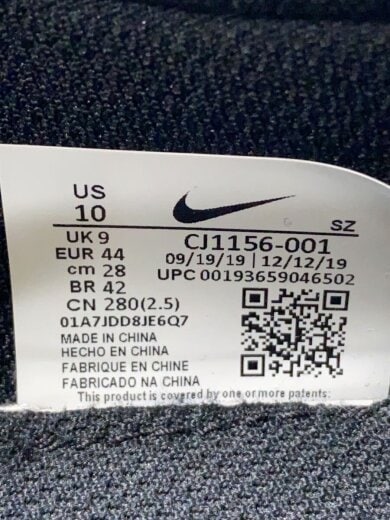 US
10
SZ
UK 9
CJ1156-001
EUR 44
09/19/19 | 12/12/19
cm 28
UPC 00193659046502
BR 42
CN 280(2.5)
01A7JDD8JE6Q7
MADE IN CHINA
HECHO EN CHINA
FABRIQUE EN CHINE
FABRICADO NA CHINA
This product is covered by one or more patents: